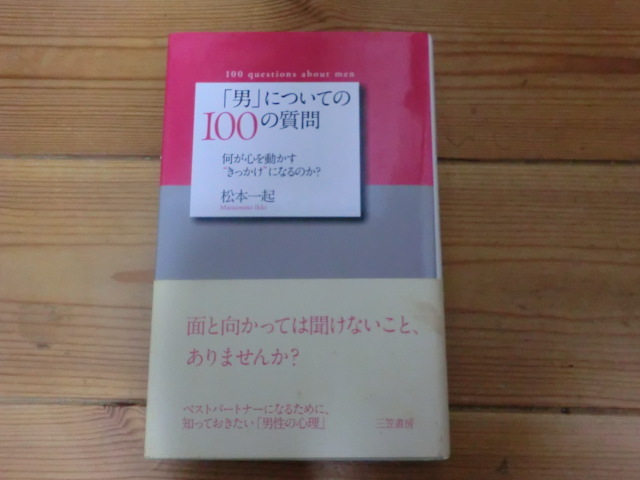 100 questions about men
「男」についての
100の質問
何が心を動かす
"きっかけ"になるのか?
松本一起
Matsumoto Ikki
面と向かっては聞けないこと、
ありませんか?
ベストパートナーになるために、
知っておきたい「男性の心理」
三笠書房